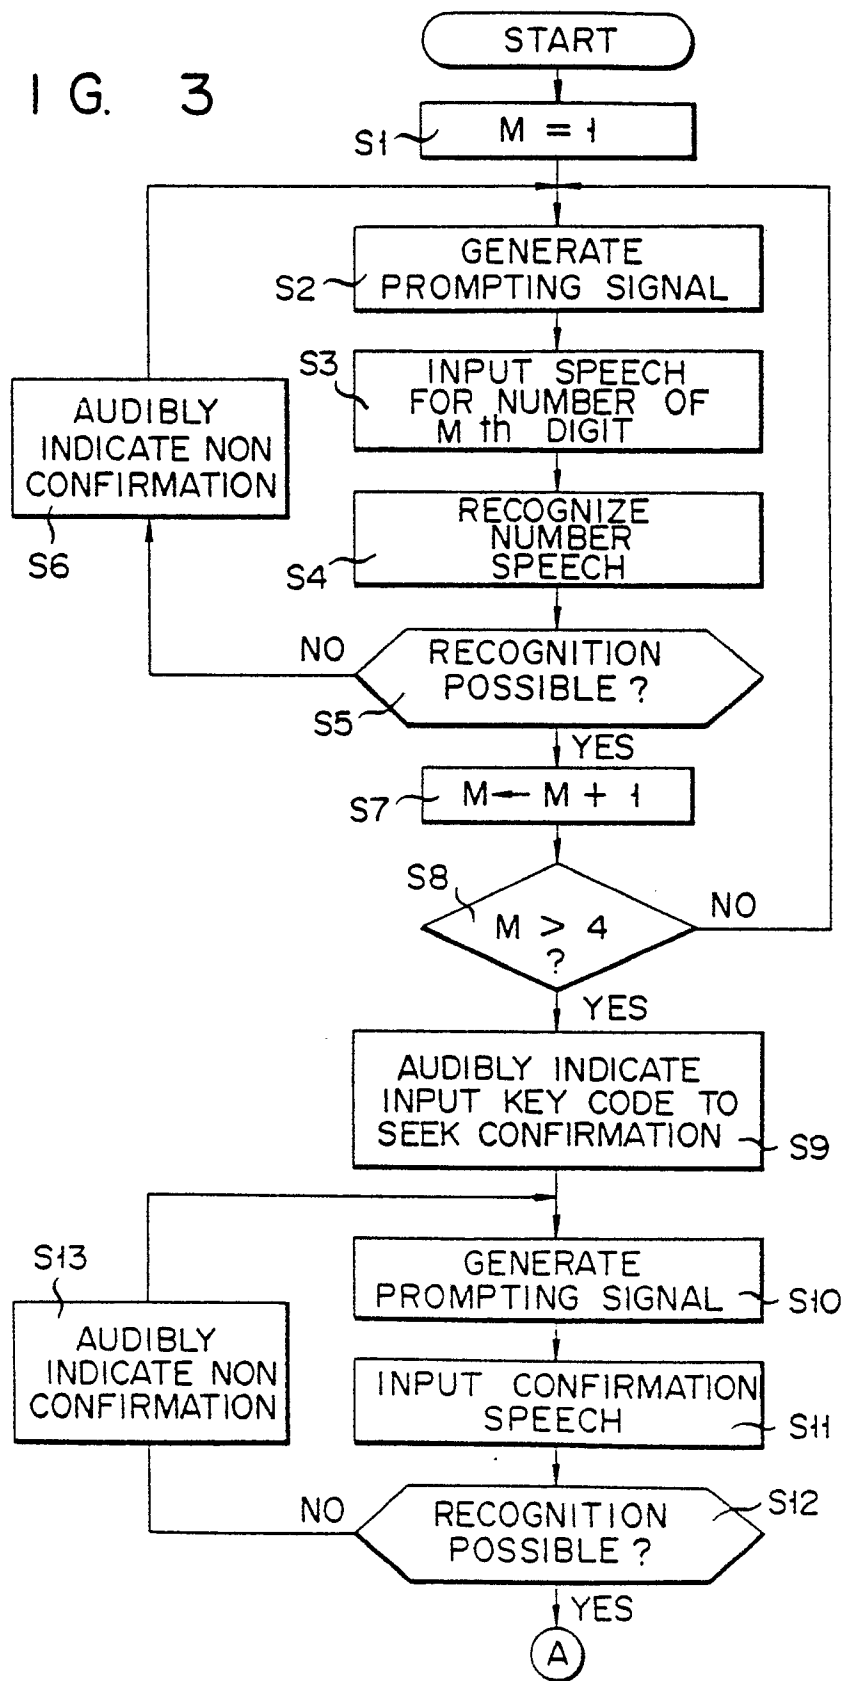 I G. 3
START
S1
M = 1
S2
GENERATE
PROMPTING SIGNAL
S3
INPUT SPEECH
FOR NUMBER OF
M th DIGIT
AUDIBLY
INDICATE NON
CONFIRMATION
S6
S4
RECOGNIZE
NUMBER
SPEECH
NO
RECOGNITION
POSSIBLE ?
S5
YES
S7
M ← M + 1
S8
M > 4
?
NO
YES
AUDIBLY INDICATE
INPUT KEY CODE TO
SEEK CONFIRMATION
S9
S13
AUDIBLY
INDICATE NON
CONFIRMATION
GENERATE
PROMPTING SIGNAL
S10
INPUT CONFIRMATION
SPEECH
S11
NO
RECOGNITION
POSSIBLE ?
S12
YES
A